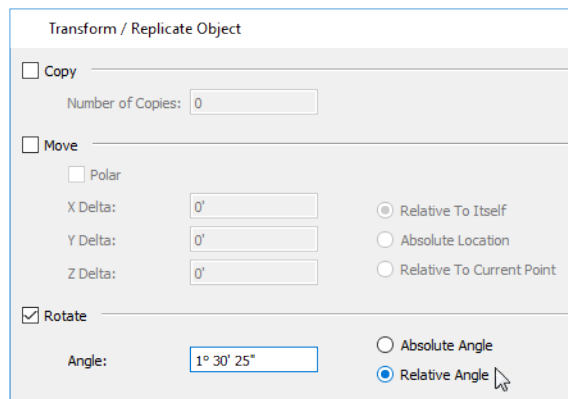 Transform / Replicate Object
Copy
Number of Copies: 0
Move
Polar
X Delta: 0'
Relative To Itself
Y Delta: 0'
Absolute Location
Z Delta: 0'
Relative To Current Point
Rotate
Absolute Angle
Angle: 1° 30' 25"
Relative Angle